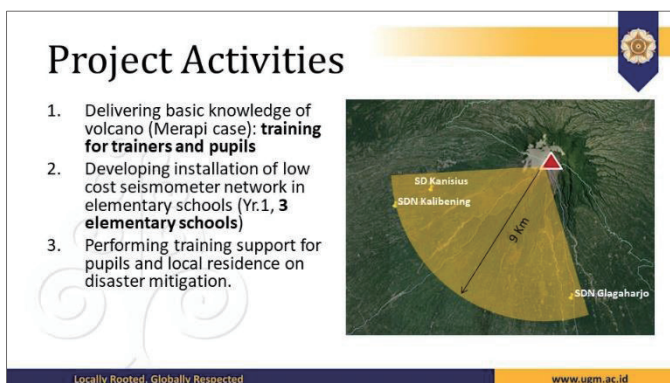 Project Activities
1. Delivering basic knowledge of
volcano (Merapi case): training
for trainers and pupils
2. Developing installation of low
cost seismometer network in
elementary schools (Yr.1, 3
elementary schools)
3. Performing training support for
pupils and local residence on
disaster mitigation.
SD Kanisius
SDN Kalibening
9 Km
SDN Glagaharjo
Locally Rooted, Globally Respected
www.ugm.ac.id